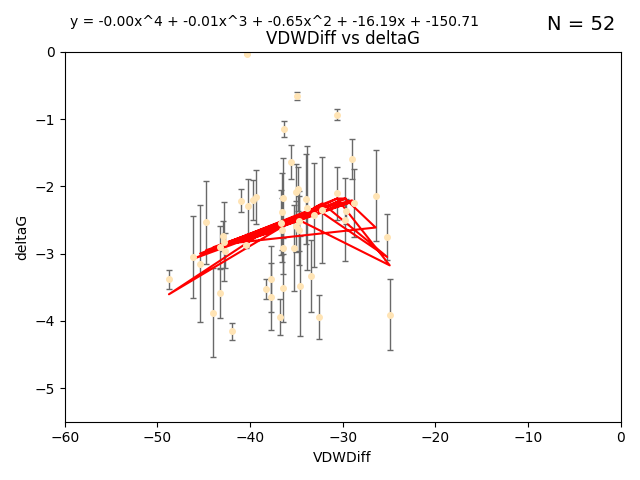 y = -0.00x^4 + -0.01x^3 + -0.65x^2 + -16.19x + -150.71
N = 52
VDWDiff vs deltaG
0
−1
−2
−3
−4
−5
deltaG
−60 −50 −40 −30 −20 −10 0
VDWDiff